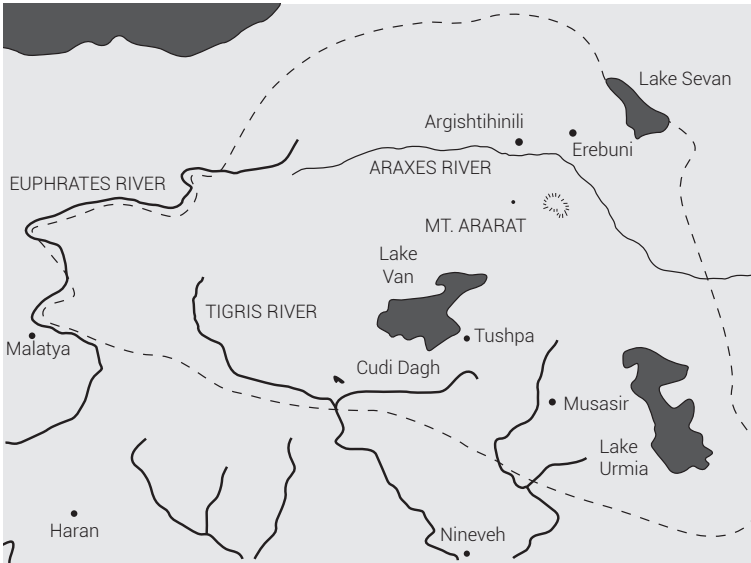 Lake Sevan
Argishtihinili
Erebuni
ARAXES RIVER
EUPHRATES RIVER
MT. ARARAT
Lake
Van
TIGRIS RIVER
Tushpa
Malatya
Cudi Dagh
Musasir
Lake
Urmia
Haran
Nineveh